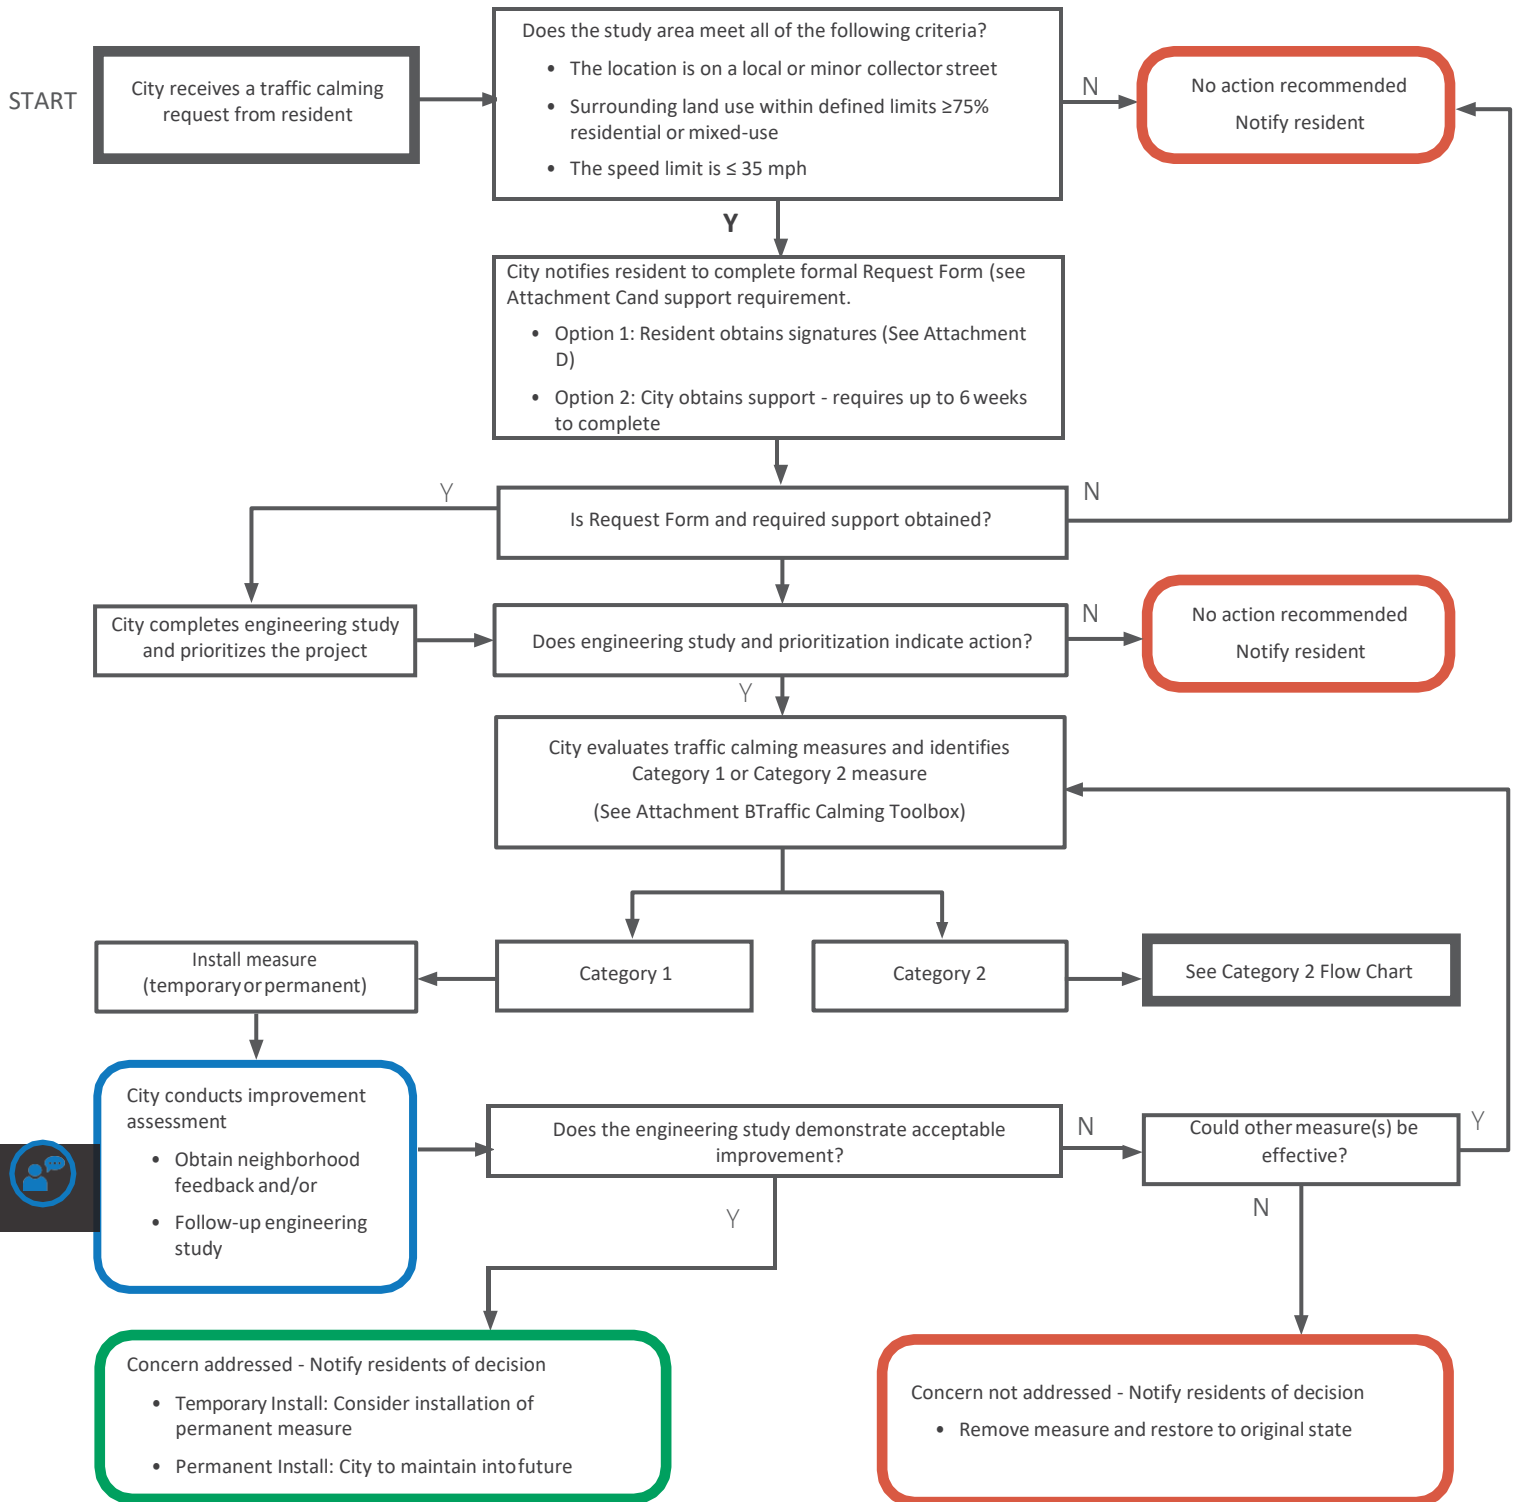 START
City receives a traffic calming
request from resident
Does the study area meet all of the following criteria?
• The location is on a local or minor collector street
• Surrounding land use within defined limits ≥75%
residential or mixed-use
• The speed limit is ≤ 35 mph
N
No action recommended
Notify resident
Y
City notifies resident to complete formal Request Form (see
Attachment Cand support requirement.
• Option 1: Resident obtains signatures (See Attachment
D)
• Option 2: City obtains support - requires up to 6 weeks
to complete
Y
Is Request Form and required support obtained?
N
City completes engineering study
and prioritizes the project
Does engineering study and prioritization indicate action?
N
No action recommended
Notify resident
Y
City evaluates traffic calming measures and identifies
Category 1 or Category 2 measure
(See Attachment BTraffic Calming Toolbox)
Install measure
(temporary or permanent)
Category 1
Category 2
See Category 2 Flow Chart
City conducts improvement
assessment
• Obtain neighborhood
feedback and/or
• Follow-up engineering
study
Does the engineering study demonstrate acceptable
improvement?
N
Could other measure(s) be
effective?
Y
Y
N
Concern addressed - Notify residents of decision
• Temporary Install: Consider installation of
permanent measure
• Permanent Install: City to maintain into future
Concern not addressed - Notify residents of decision
• Remove measure and restore to original state